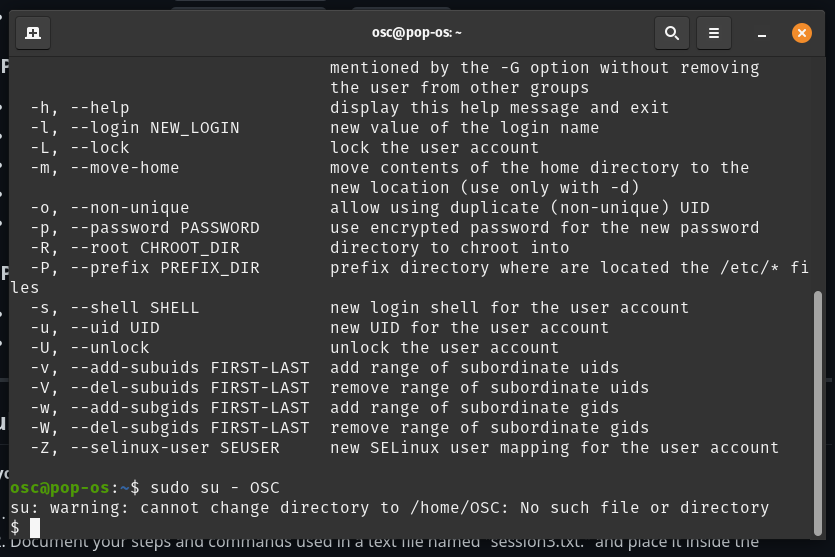 osc@pop-os: ~
mentioned by the -G option without removing
the user from other groups
-h, --help display this help message and exit
-l, --login NEW_LOGIN new value of the login name
-L, --lock lock the user account
-m, --move-home move contents of the home directory to the
new location (use only with -d)
-o, --non-unique allow using duplicate (non-unique) UID
-p, --password PASSWORD use encrypted password for the new password
-R, --root CHROOT_DIR directory to chroot into
-P, --prefix PREFIX_DIR prefix directory where are located the /etc/* fi
les
-s, --shell SHELL new login shell for the user account
-u, --uid UID new UID for the user account
-U, --unlock unlock the user account
-v, --add-subuids FIRST-LAST add range of subordinate uids
-V, --del-subuids FIRST-LAST remove range of subordinate uids
-w, --add-subgids FIRST-LAST add range of subordinate gids
-W, --del-subgids FIRST-LAST remove range of subordinate gids
-Z, --selinux-user SEUSER new SELinux user mapping for the user account
osc@pop-os:~$ sudo su - OSC
su: warning: cannot change directory to /home/OSC: No such file or directory
$
. Document your steps and commands used in a text file named "session3.txt." and place it inside the